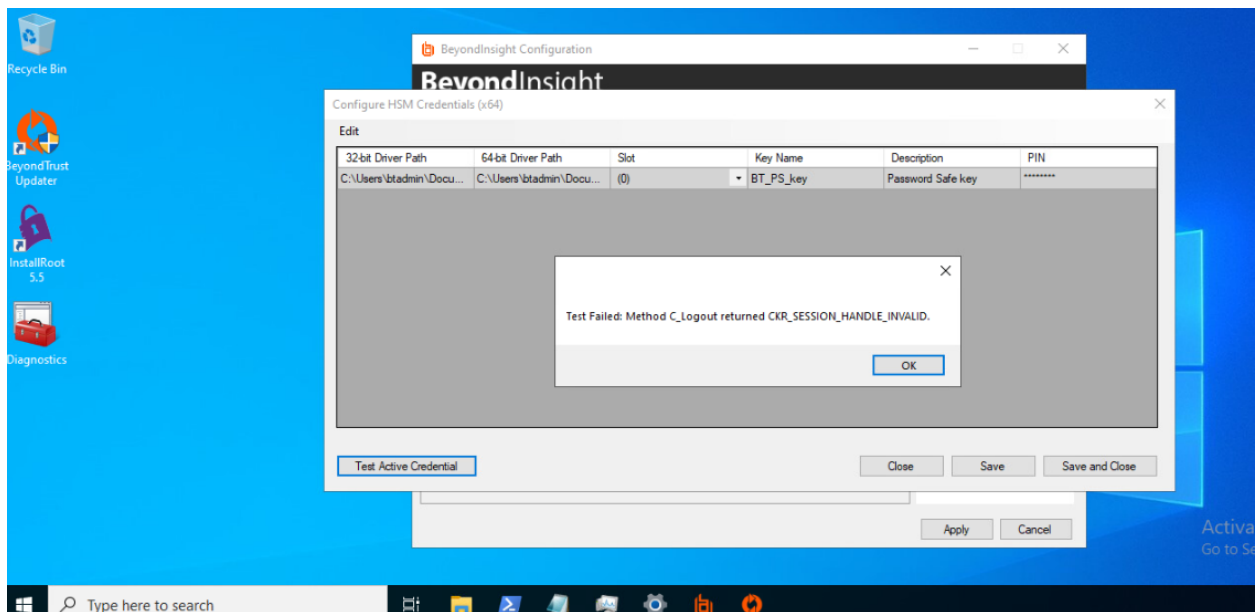 Recycle Bin
BeyondTrust
Updater
InstallRoot
5.5
Diagnostics
BeyondInsight Configuration
BeyondInsight
Configure HSM Credentials (x64)
Edit
32-bit Driver Path 64-bit Driver Path Slot Key Name Description PIN
C:\Users\btadmin\Docu... C:\Users\btadmin\Docu... (0) BT_PS_key Password Safe key ********
Test Failed: Method C_Logout returned CKR_SESSION_HANDLE_INVALID.
OK
Test Active Credential Close Save Save and Close
Apply Cancel
Activa
Go to Se
Type here to search